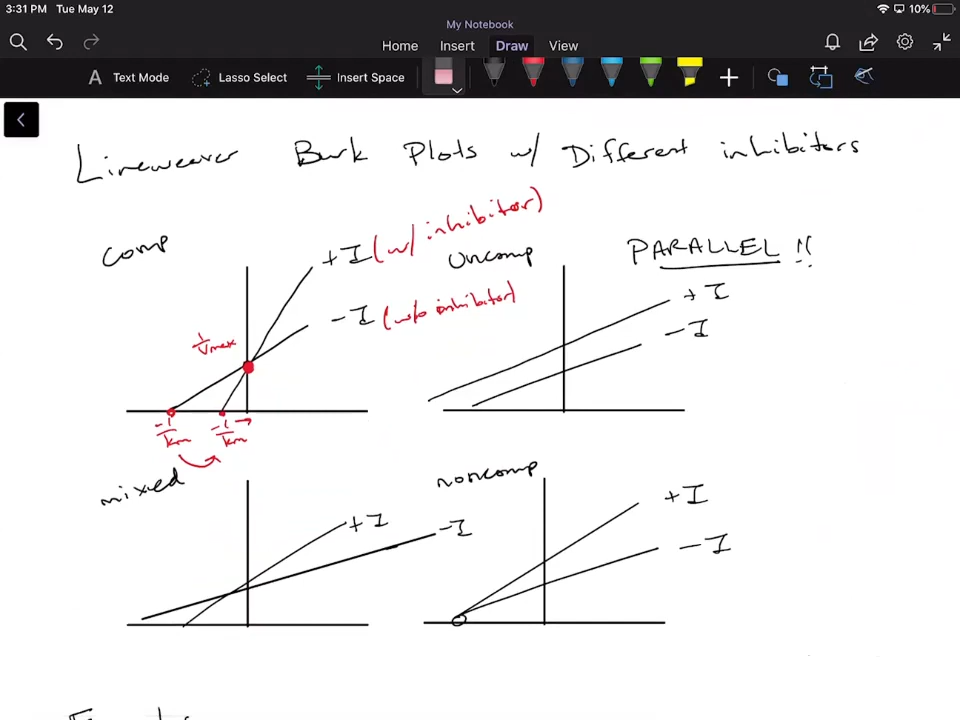 3:31 PM Tue May 12
10%
My Notebook
Home Insert Draw View
Text Mode Lasso Select Insert Space
Lineweaver Burk Plots w/ Different inhibitors
comp
+I (w/ inhibitor)
-I (w/o inhibitor)
1/Vmax
-1/km
-1/km
uncomp
PARALLEL !!
+I
-I
mixed
+I
-I
noncomp
+I
-I